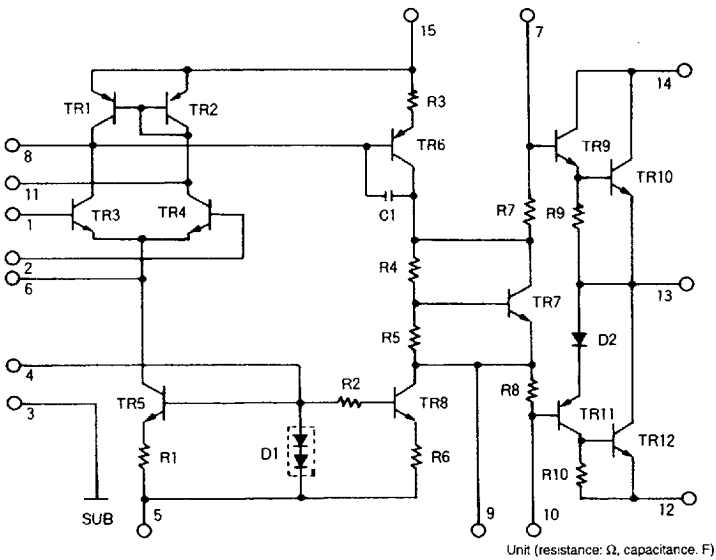 15
7
14
R3
TR1
TR2
TR6
TR9
8
TR10
11
C1
1
TR3
TR4
R7
R9
2
6
R4
13
TR7
R5
D2
4
R2
R8
3
TR5
TR8
TR11
TR12
R1
D1
R6
R10
SUB
5
9
10
12
Unit (resistance: Ω, capacitance. F)